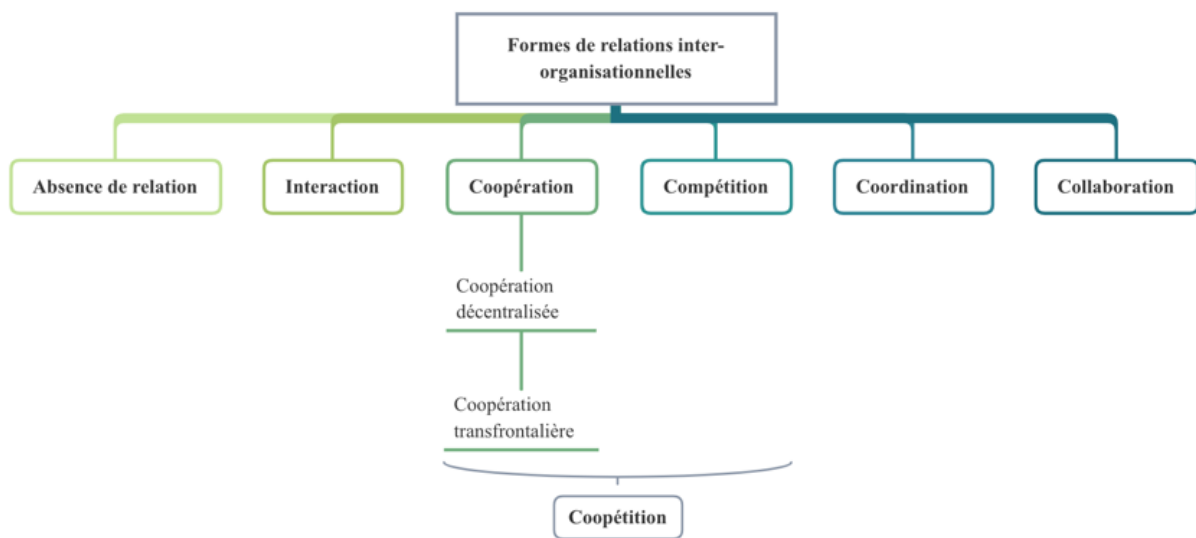 Formes de relations inter-
organisationnelles
Absence de relation
Interaction
Coopération
Compétition
Coordination
Collaboration
Coopération
décentralisée
Coopération
transfrontalière
Coopétition